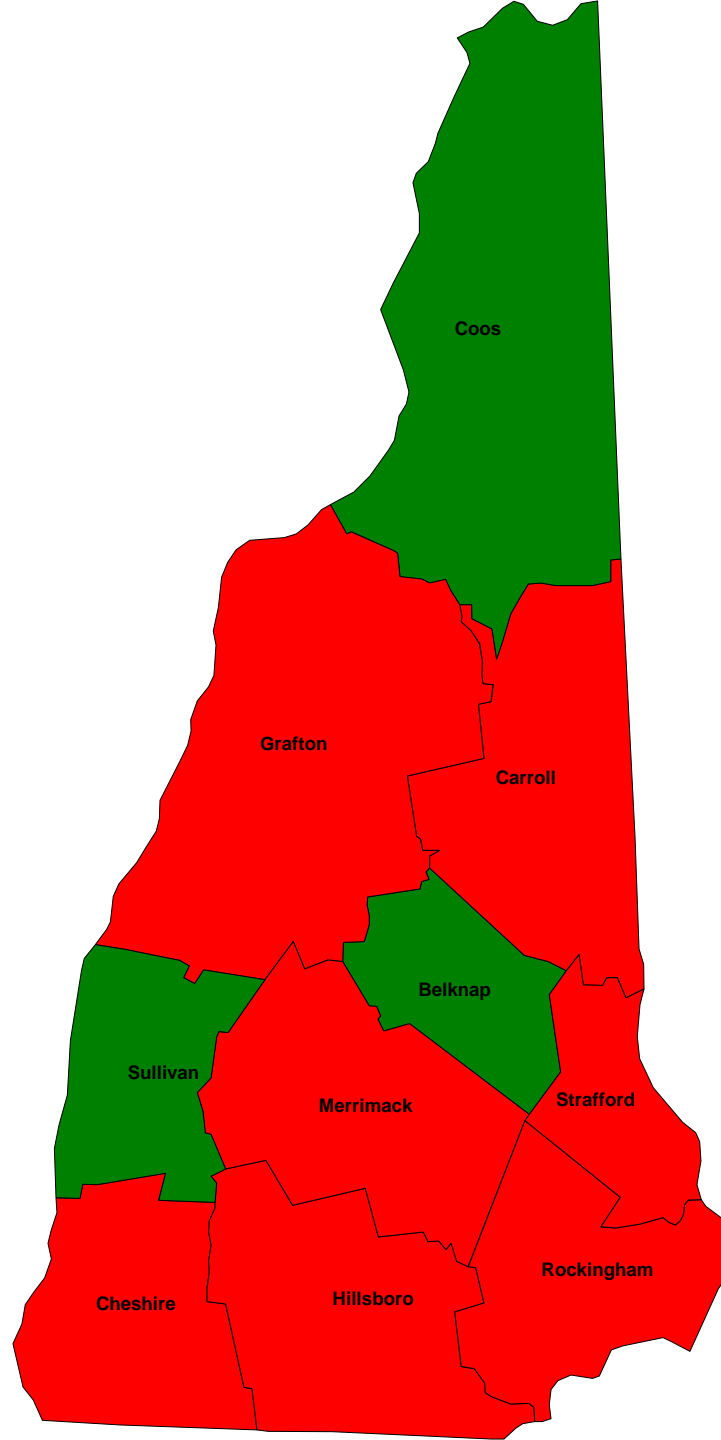 Coos
Grafton
Carroll
Belknap
Sullivan
Strafford
Merrimack
Rockingham
Hillsboro
Cheshire